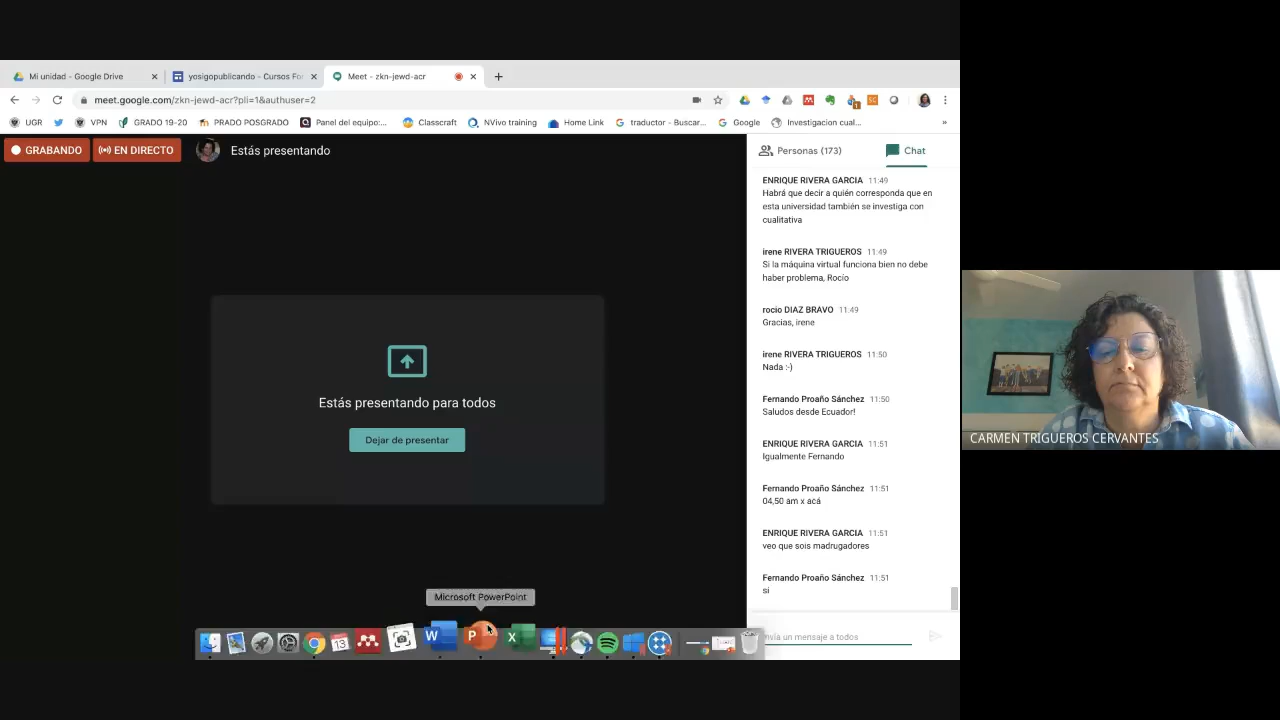 Mi unidad - Google Drive
yosigopublicando - Cursos For
Meet - zkn-jewd-acr
meet.google.com/zkn-jewd-acr?pli=1&authuser=2
UGR
VPN
GRADO 19-20
PRADO POSGRADO
Panel del equipo:...
Classcraft
NVivo training
Home Link
traductor - Buscar...
Google
Investigacion cual...
»
GRABANDO
EN DIRECTO
Estás presentando
Personas (173)
Chat
ENRIQUE RIVERA GARCIA 11:49
Habrá que decir a quién corresponda que en
esta universidad también se investiga con
cualitativa
irene RIVERA TRIGUEROS 11:49
Si la máquina virtual funciona bien no debe
haber problema, Rocío
rocio DIAZ BRAVO 11:49
Gracias, irene
irene RIVERA TRIGUEROS 11:50
Nada :-)
Fernando Proaño Sánchez 11:50
Saludos desde Ecuador!
ENRIQUE RIVERA GARCIA 11:51
Igualmente Fernando
Fernando Proaño Sánchez 11:51
04,50 am x acá
ENRIQUE RIVERA GARCIA 11:51
veo que sois madrugadores
Fernando Proaño Sánchez 11:51
si
nvía un mensaje a todos
Estás presentando para todos
Dejar de presentar
Microsoft PowerPoint
13
W
P
X
CARMEN TRIGUEROS CERVANTES